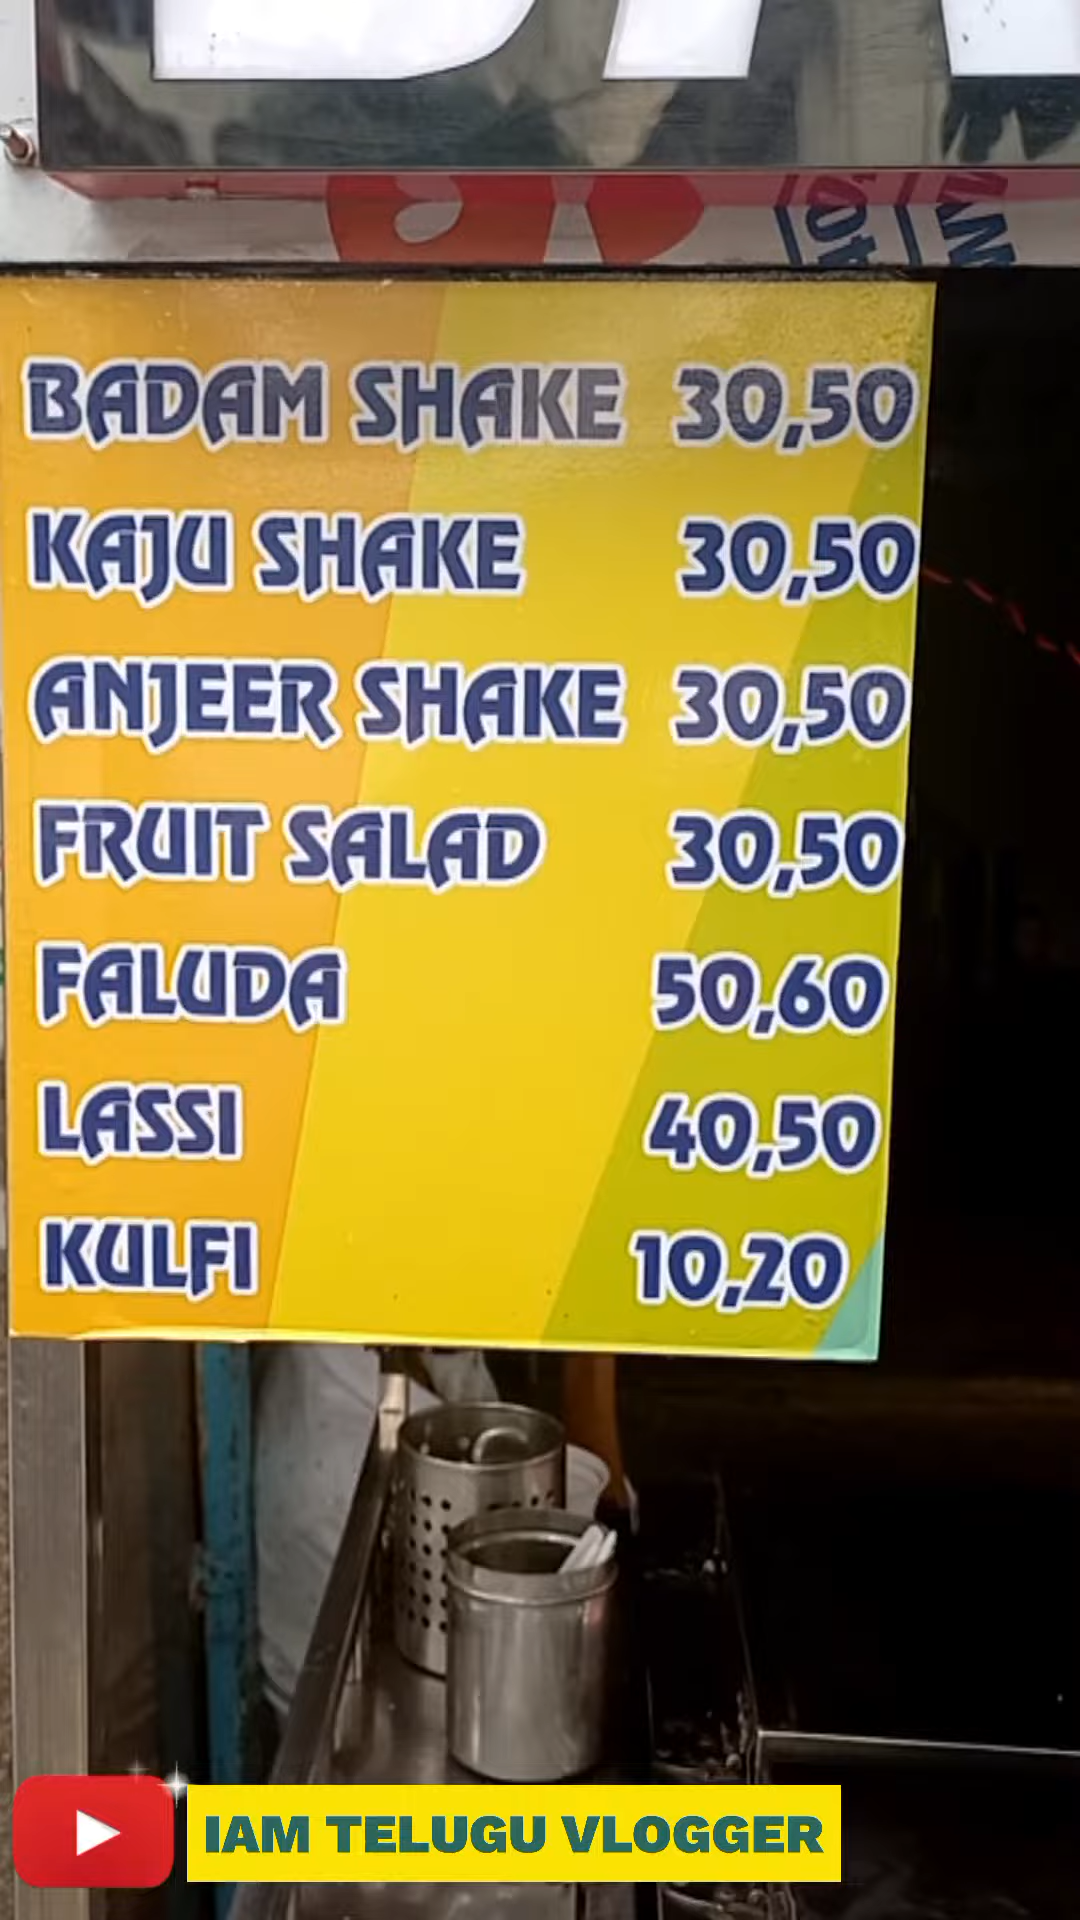 BADAM SHAKE 30,50
KAJU SHAKE 30,50
ANJEER SHAKE 30,50
FRUIT SALAD 30,50
FALUDA 50,60
LASSI 40,50
KULFI 10,20
IAM TELUGU VLOGGER